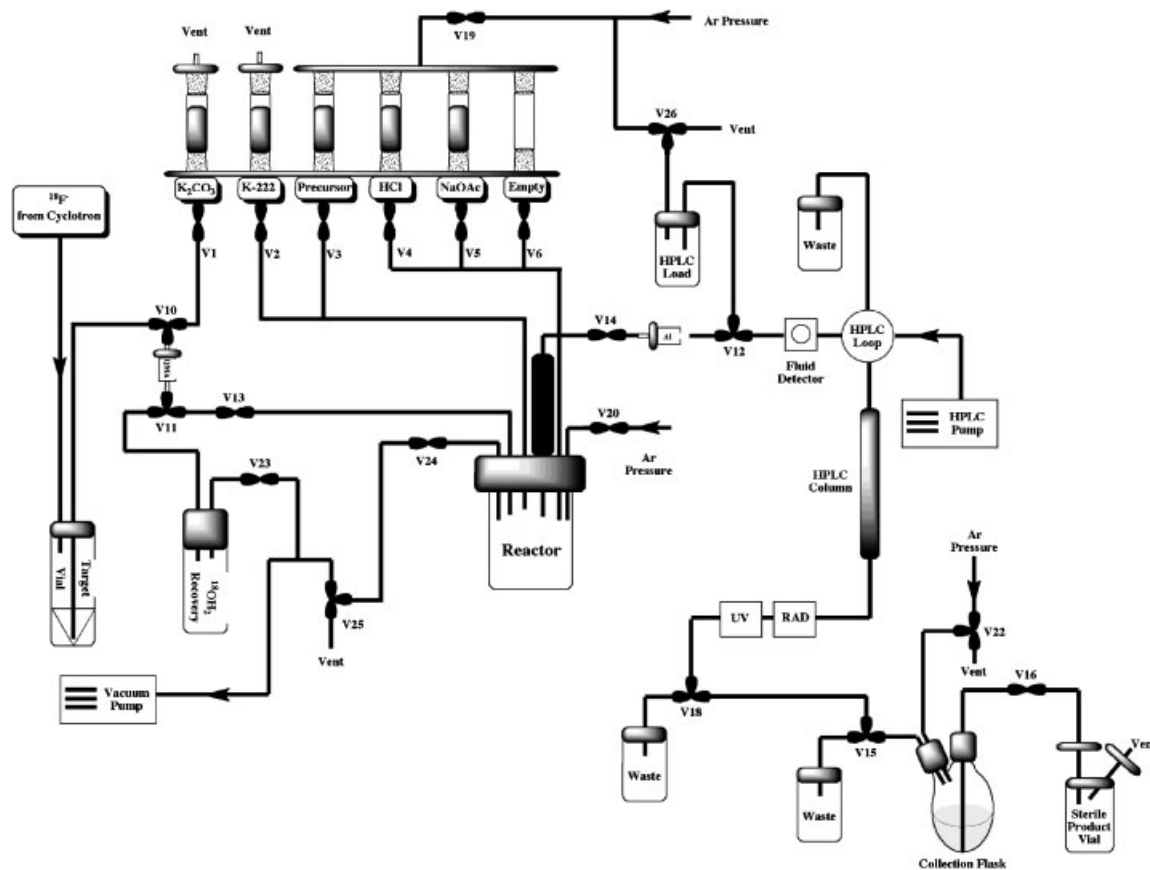 Vent
Vent
V19
Ar Pressure
V26
Vent
K₂CO₃
K-222
Precursor
HCl
NaOAc
Empty
¹⁸F⁻
from Cyclotron
V1
V2
V3
V4
V5
V6
HPLC
Load
Waste
V10
V14
Al
V12
HPLC
Loop
Fluid
Detector
QMA
V11
V13
V20
Ar
Pressure
HPLC
Pump
V24
V23
HPLC
Column
Reactor
Target
Vial
¹⁸OH₂
Recovery
V25
Vent
Ar
Pressure
UV
RAD
V22
Vent
V16
Vacuum
Pump
V18
V15
Waste
Waste
Ven
Sterile
Product
Vial
Collection Flask